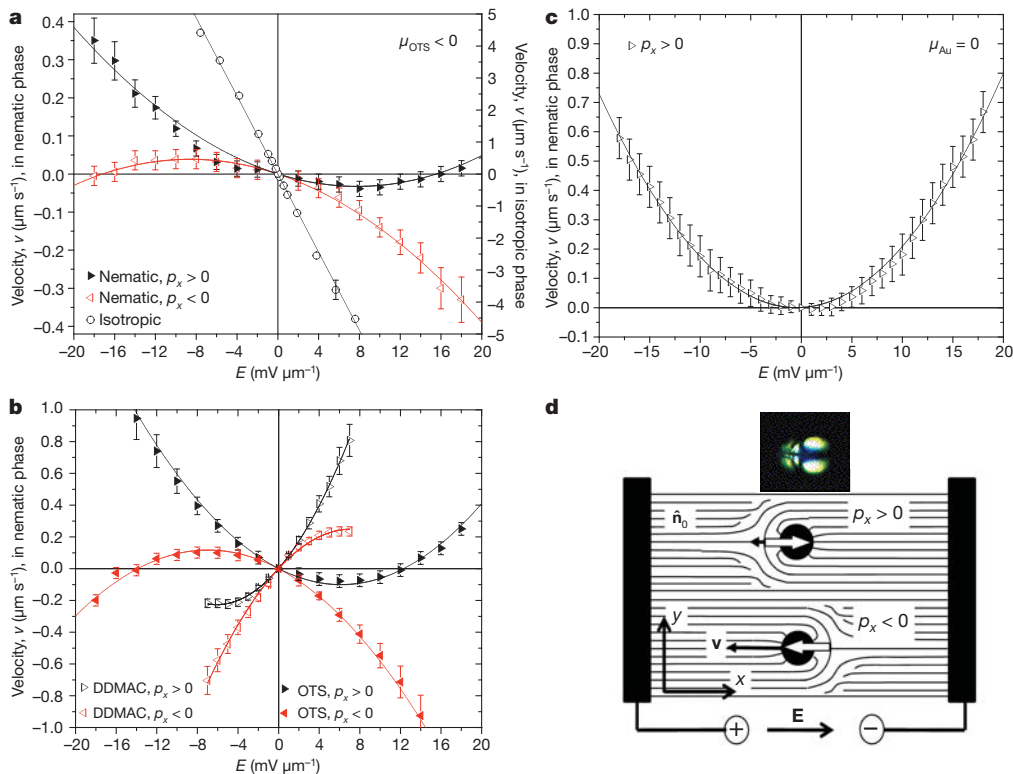 a
Velocity, v (μm s⁻¹), in nematic phase
0.4
0.3
0.2
0.1
0.0
−0.1
−0.2
−0.3
−0.4
μOTS < 0
Nematic, pₓ > 0
Nematic, pₓ < 0
Isotropic
5
4
3
2
1
0
−1
−2
−3
−4
−5
Velocity, v (μm s⁻¹), in isotropic phase
−20 −16 −12 −8 −4 0 4 8 12 16 20
E (mV μm⁻¹)
b
Velocity, v (μm s⁻¹), in nematic phase
1.0
0.8
0.6
0.4
0.2
0.0
−0.2
−0.4
−0.6
−0.8
−1.0
DDMAC, pₓ > 0
DDMAC, pₓ < 0
OTS, pₓ > 0
OTS, pₓ < 0
−20 −16 −12 −8 −4 0 4 8 12 16 20
E (mV μm⁻¹)
c
Velocity, v (μm s⁻¹), in nematic phase
1.0
0.9
0.8
0.7
0.6
0.5
0.4
0.3
0.2
0.1
0.0
−0.1
pₓ > 0
μAu = 0
−20 −15 −10 −5 0 5 10 15 20
E (mV μm⁻¹)
d
n̂₀
pₓ > 0
y
pₓ < 0
v
x
E
+
−